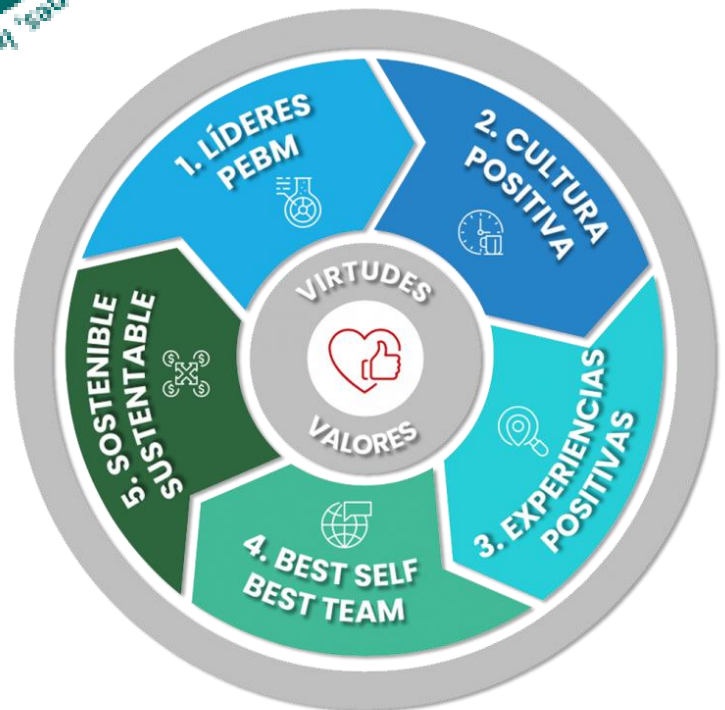 1. LÍDERES
PEBM
2. CULTURA
POSITIVA
3. EXPERIENCIAS
POSITIVAS
4. BEST SELF
BEST TEAM
5. SOSTENIBLE
SUSTENTABLE
VIRTUDES
VALORES